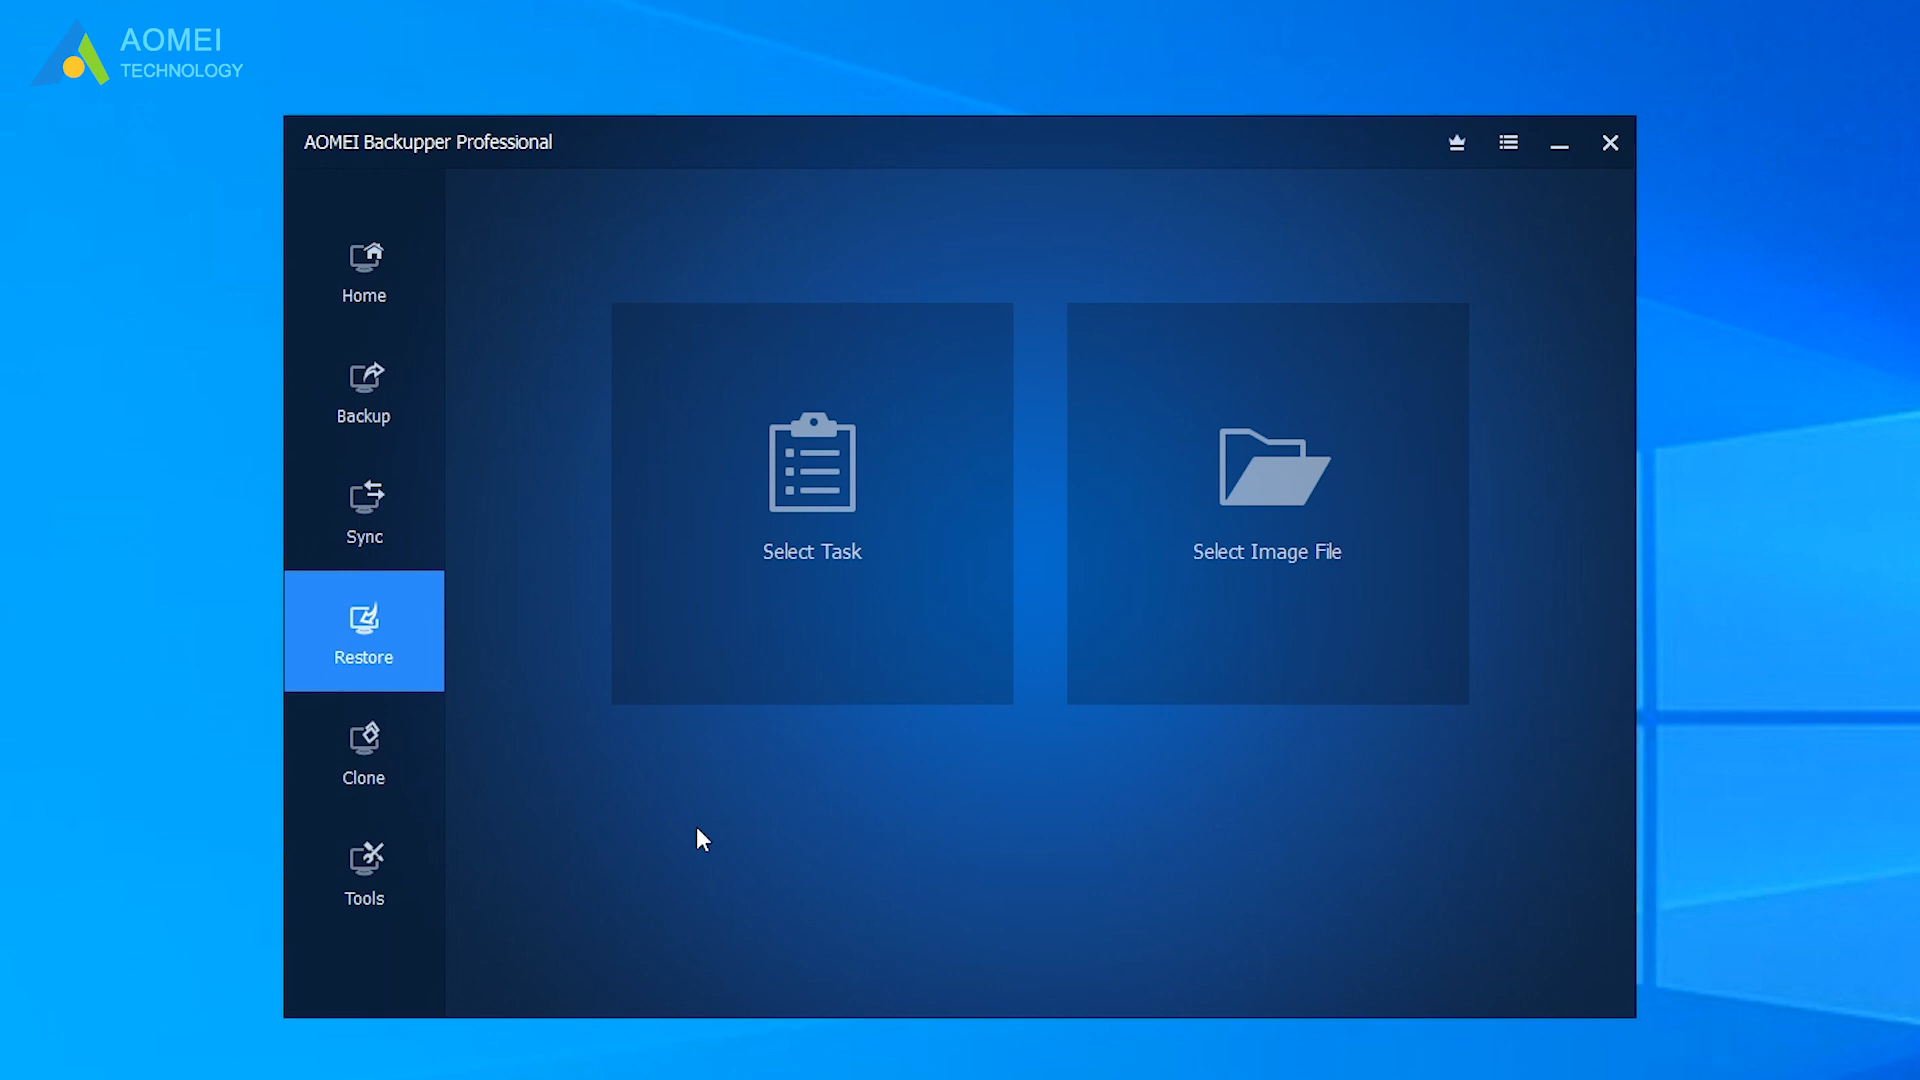 AOMEI
TECHNOLOGY
AOMEI Backupper Professional
Home
Backup
Sync
Restore
Clone
Tools
Select Task
Select Image File